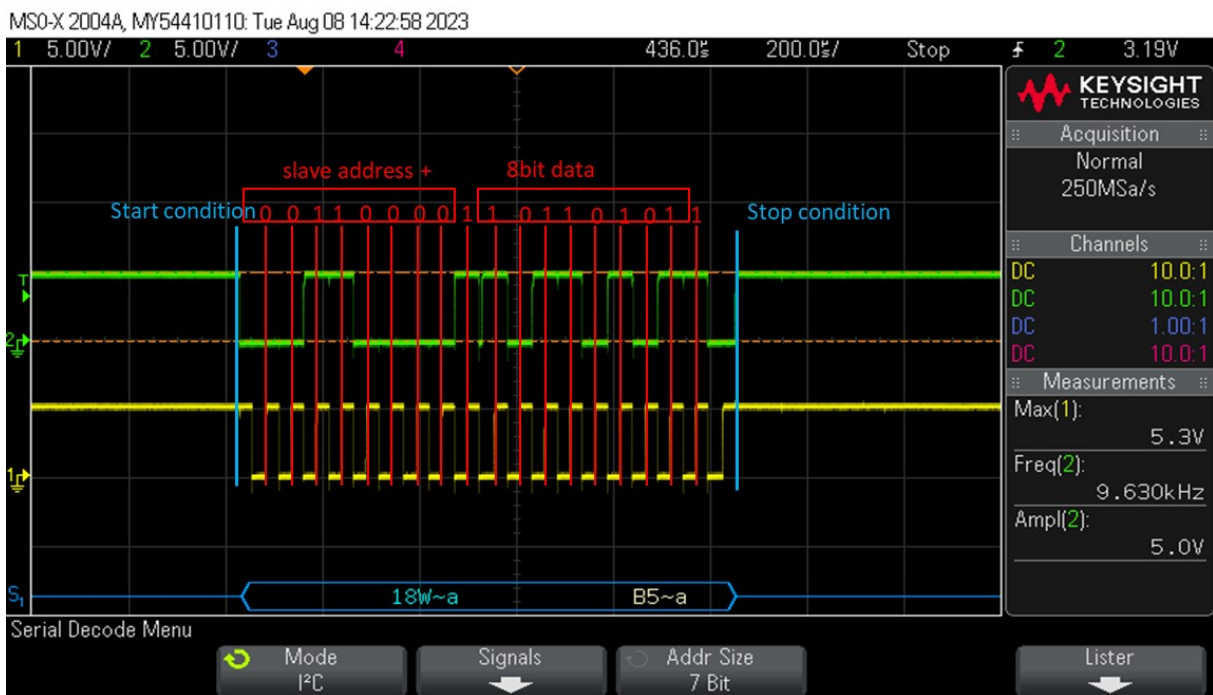 MSO-X 2004A, MY54410110: Tue Aug 08 14:22:58 2023
1 5.00V/ 2 5.00V/ 3 4 436.0s 200.0s/ Stop 2 3.19V
KEYSIGHT
TECHNOLOGIES
Acquisition
Normal
250MSa/s
Channels
DC 10.0:1
DC 10.0:1
DC 1.00:1
DC 10.0:1
Measurements
Max(1):
5.3V
Freq(2):
9.630kHz
Ampl(2):
5.0V
slave address + 8bit data
Start condition 0 0 1 1 0 0 0 0 1 1 0 1 1 0 1 0 1 1 Stop condition
T
2
1
S1 18W~a B5~a
Serial Decode Menu
Mode
I²C
Signals
Addr Size
7 Bit
Lister